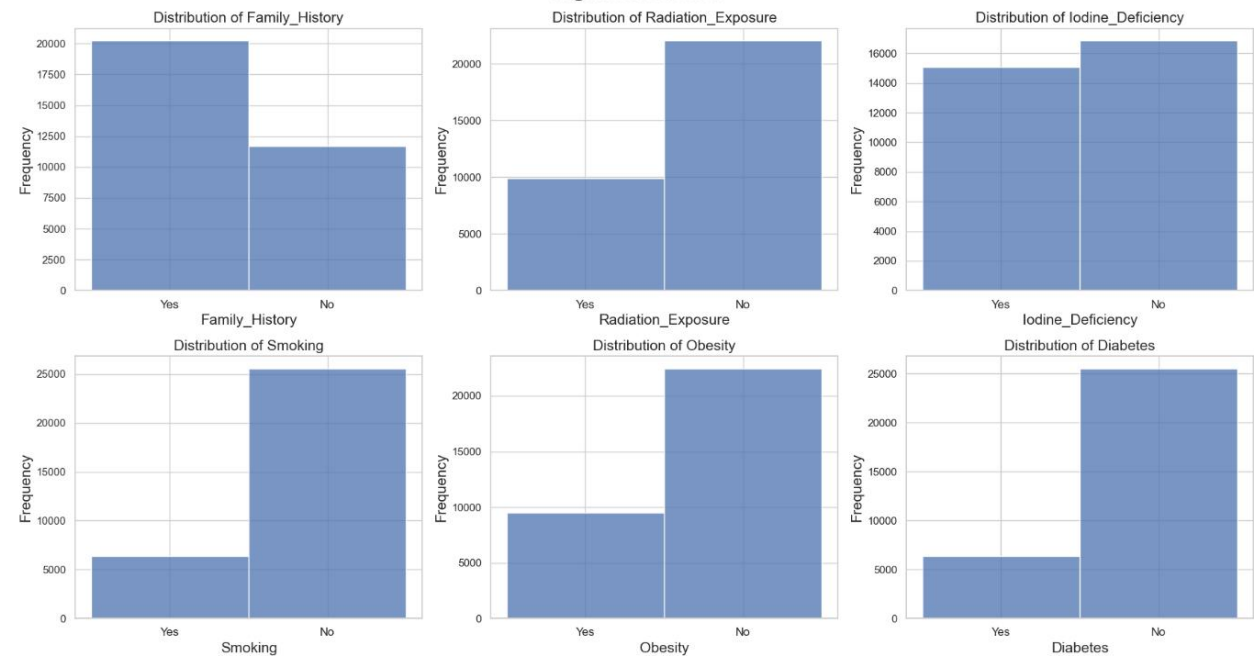 Distribution of Family_History
Frequency
20000
17500
15000
12500
10000
7500
5000
2500
0
Yes No
Family_History
Distribution of Radiation_Exposure
Frequency
20000
15000
10000
5000
0
Yes No
Radiation_Exposure
Distribution of Iodine_Deficiency
Frequency
16000
14000
12000
10000
8000
6000
4000
2000
0
Yes No
Iodine_Deficiency
Distribution of Smoking
Frequency
25000
20000
15000
10000
5000
0
Yes No
Smoking
Distribution of Obesity
Frequency
20000
15000
10000
5000
0
Yes No
Obesity
Distribution of Diabetes
Frequency
25000
20000
15000
10000
5000
0
Yes No
Diabetes